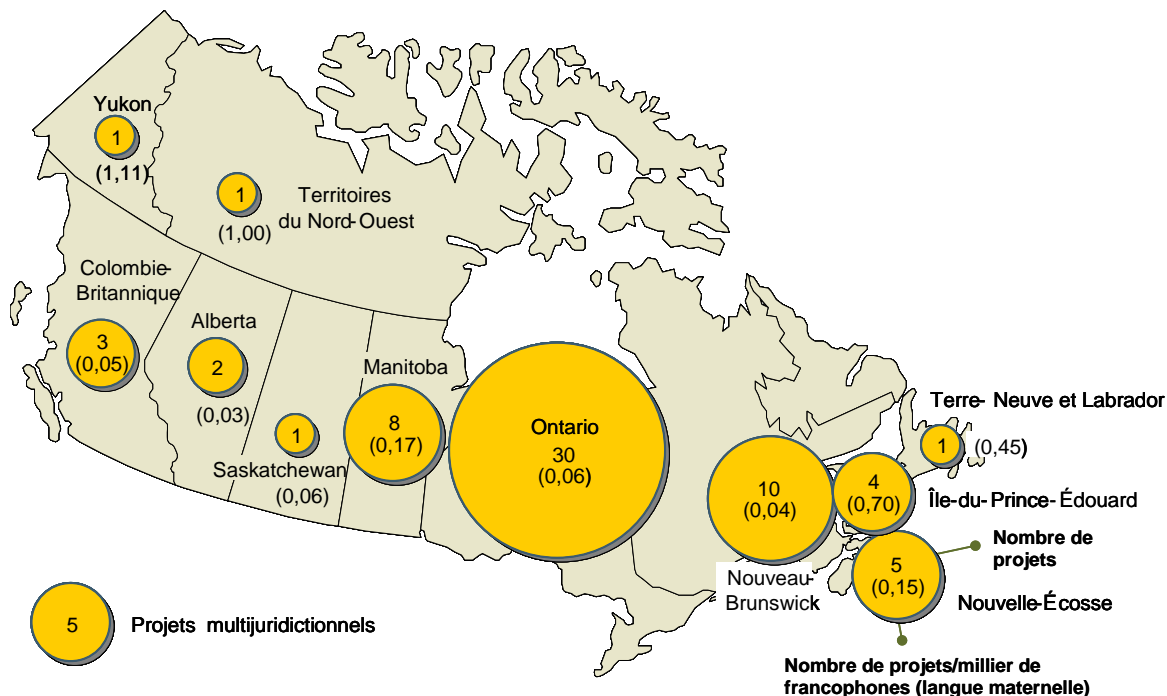 Yukon
1
(1,11)
1
(1,00)
Territoires
du Nord-Ouest
Colombie-
Britannique
3
(0,05)
Alberta
2
(0,03)
1
Saskatchewan
(0,06)
Manitoba
8
(0,17)
Ontario
30
(0,06)
10
(0,04)
Nouveau-
Brunswick
Terre- Neuve et Labrador
1
(0,45)
4
(0,70)
Île-du-Prince-Édouard
Nombre de
projets
5
(0,15)
Nouvelle-Écosse
Nombre de projets/millier de
francophones (langue maternelle)
5
Projets multijuridictionnels